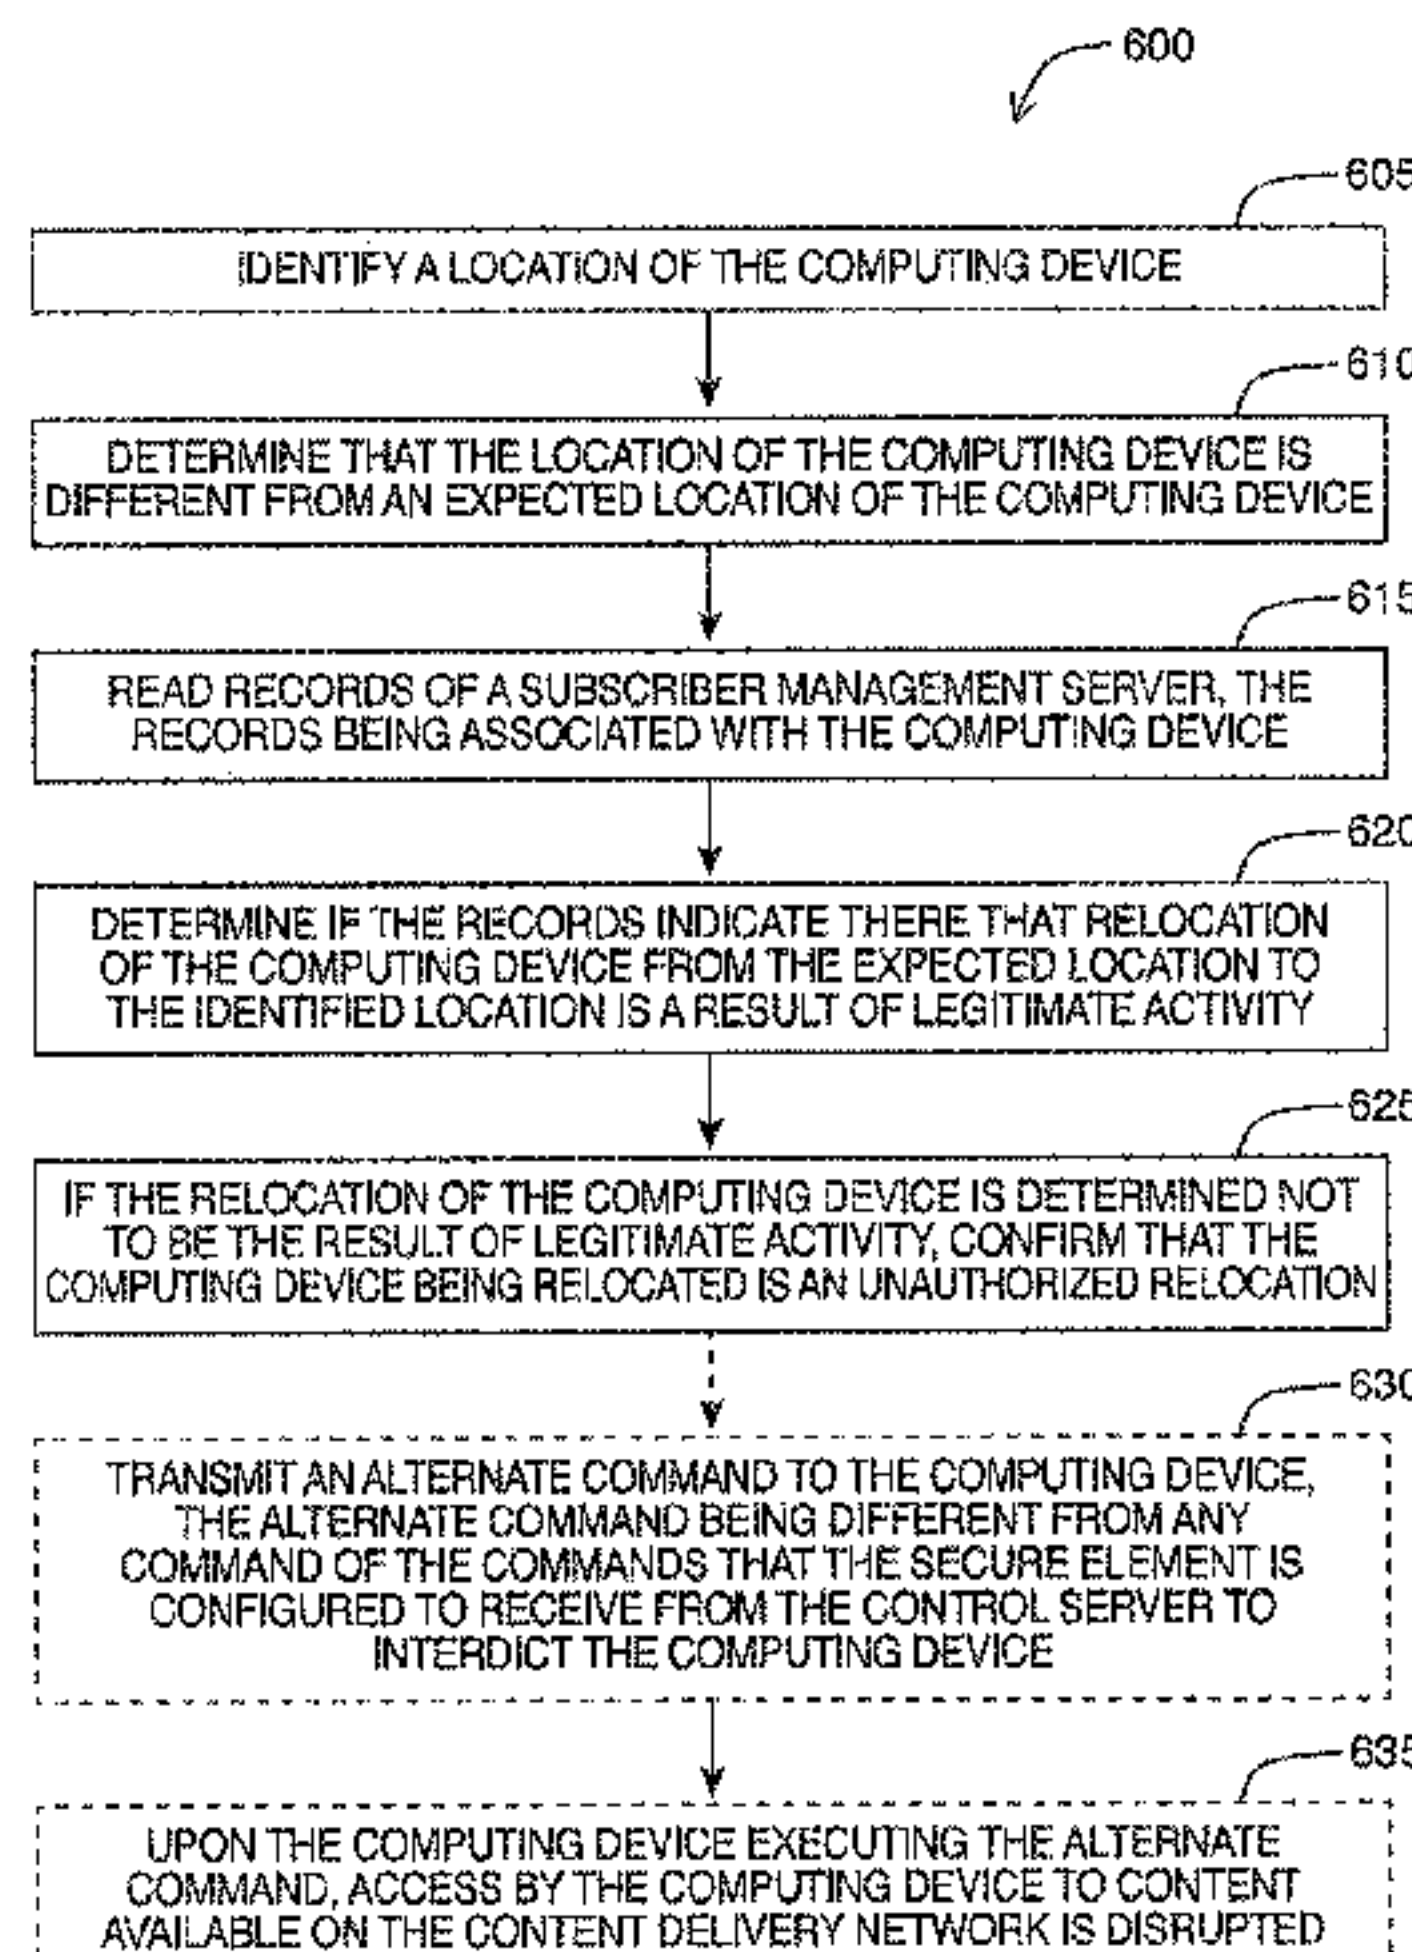 600
605
IDENTIFY A LOCATION OF THE COMPUTING DEVICE
610
DETERMINE THAT THE LOCATION OF THE COMPUTING DEVICE IS
DIFFERENT FROM AN EXPECTED LOCATION OF THE COMPUTING DEVICE
615
READ RECORDS OF A SUBSCRIBER MANAGEMENT SERVER, THE
RECORDS BEING ASSOCIATED WITH THE COMPUTING DEVICE
620
DETERMINE IF THE RECORDS INDICATE THERE THAT RELOCATION
OF THE COMPUTING DEVICE FROM THE EXPECTED LOCATION TO
THE IDENTIFIED LOCATION IS A RESULT OF LEGITIMATE ACTIVITY
625
IF THE RELOCATION OF THE COMPUTING DEVICE IS DETERMINED NOT
TO BE THE RESULT OF LEGITIMATE ACTIVITY, CONFIRM THAT THE
COMPUTING DEVICE BEING RELOCATED IS AN UNAUTHORIZED RELOCATION
630
TRANSMIT AN ALTERNATE COMMAND TO THE COMPUTING DEVICE,
THE ALTERNATE COMMAND BEING DIFFERENT FROM ANY
COMMAND OF THE COMMANDS THAT THE SECURE ELEMENT IS
CONFIGURED TO RECEIVE FROM THE CONTROL SERVER TO
INTERDICT THE COMPUTING DEVICE
635
UPON THE COMPUTING DEVICE EXECUTING THE ALTERNATE
COMMAND, ACCESS BY THE COMPUTING DEVICE TO CONTENT
AVAILABLE ON THE CONTENT DELIVERY NETWORK IS DISRUPTED